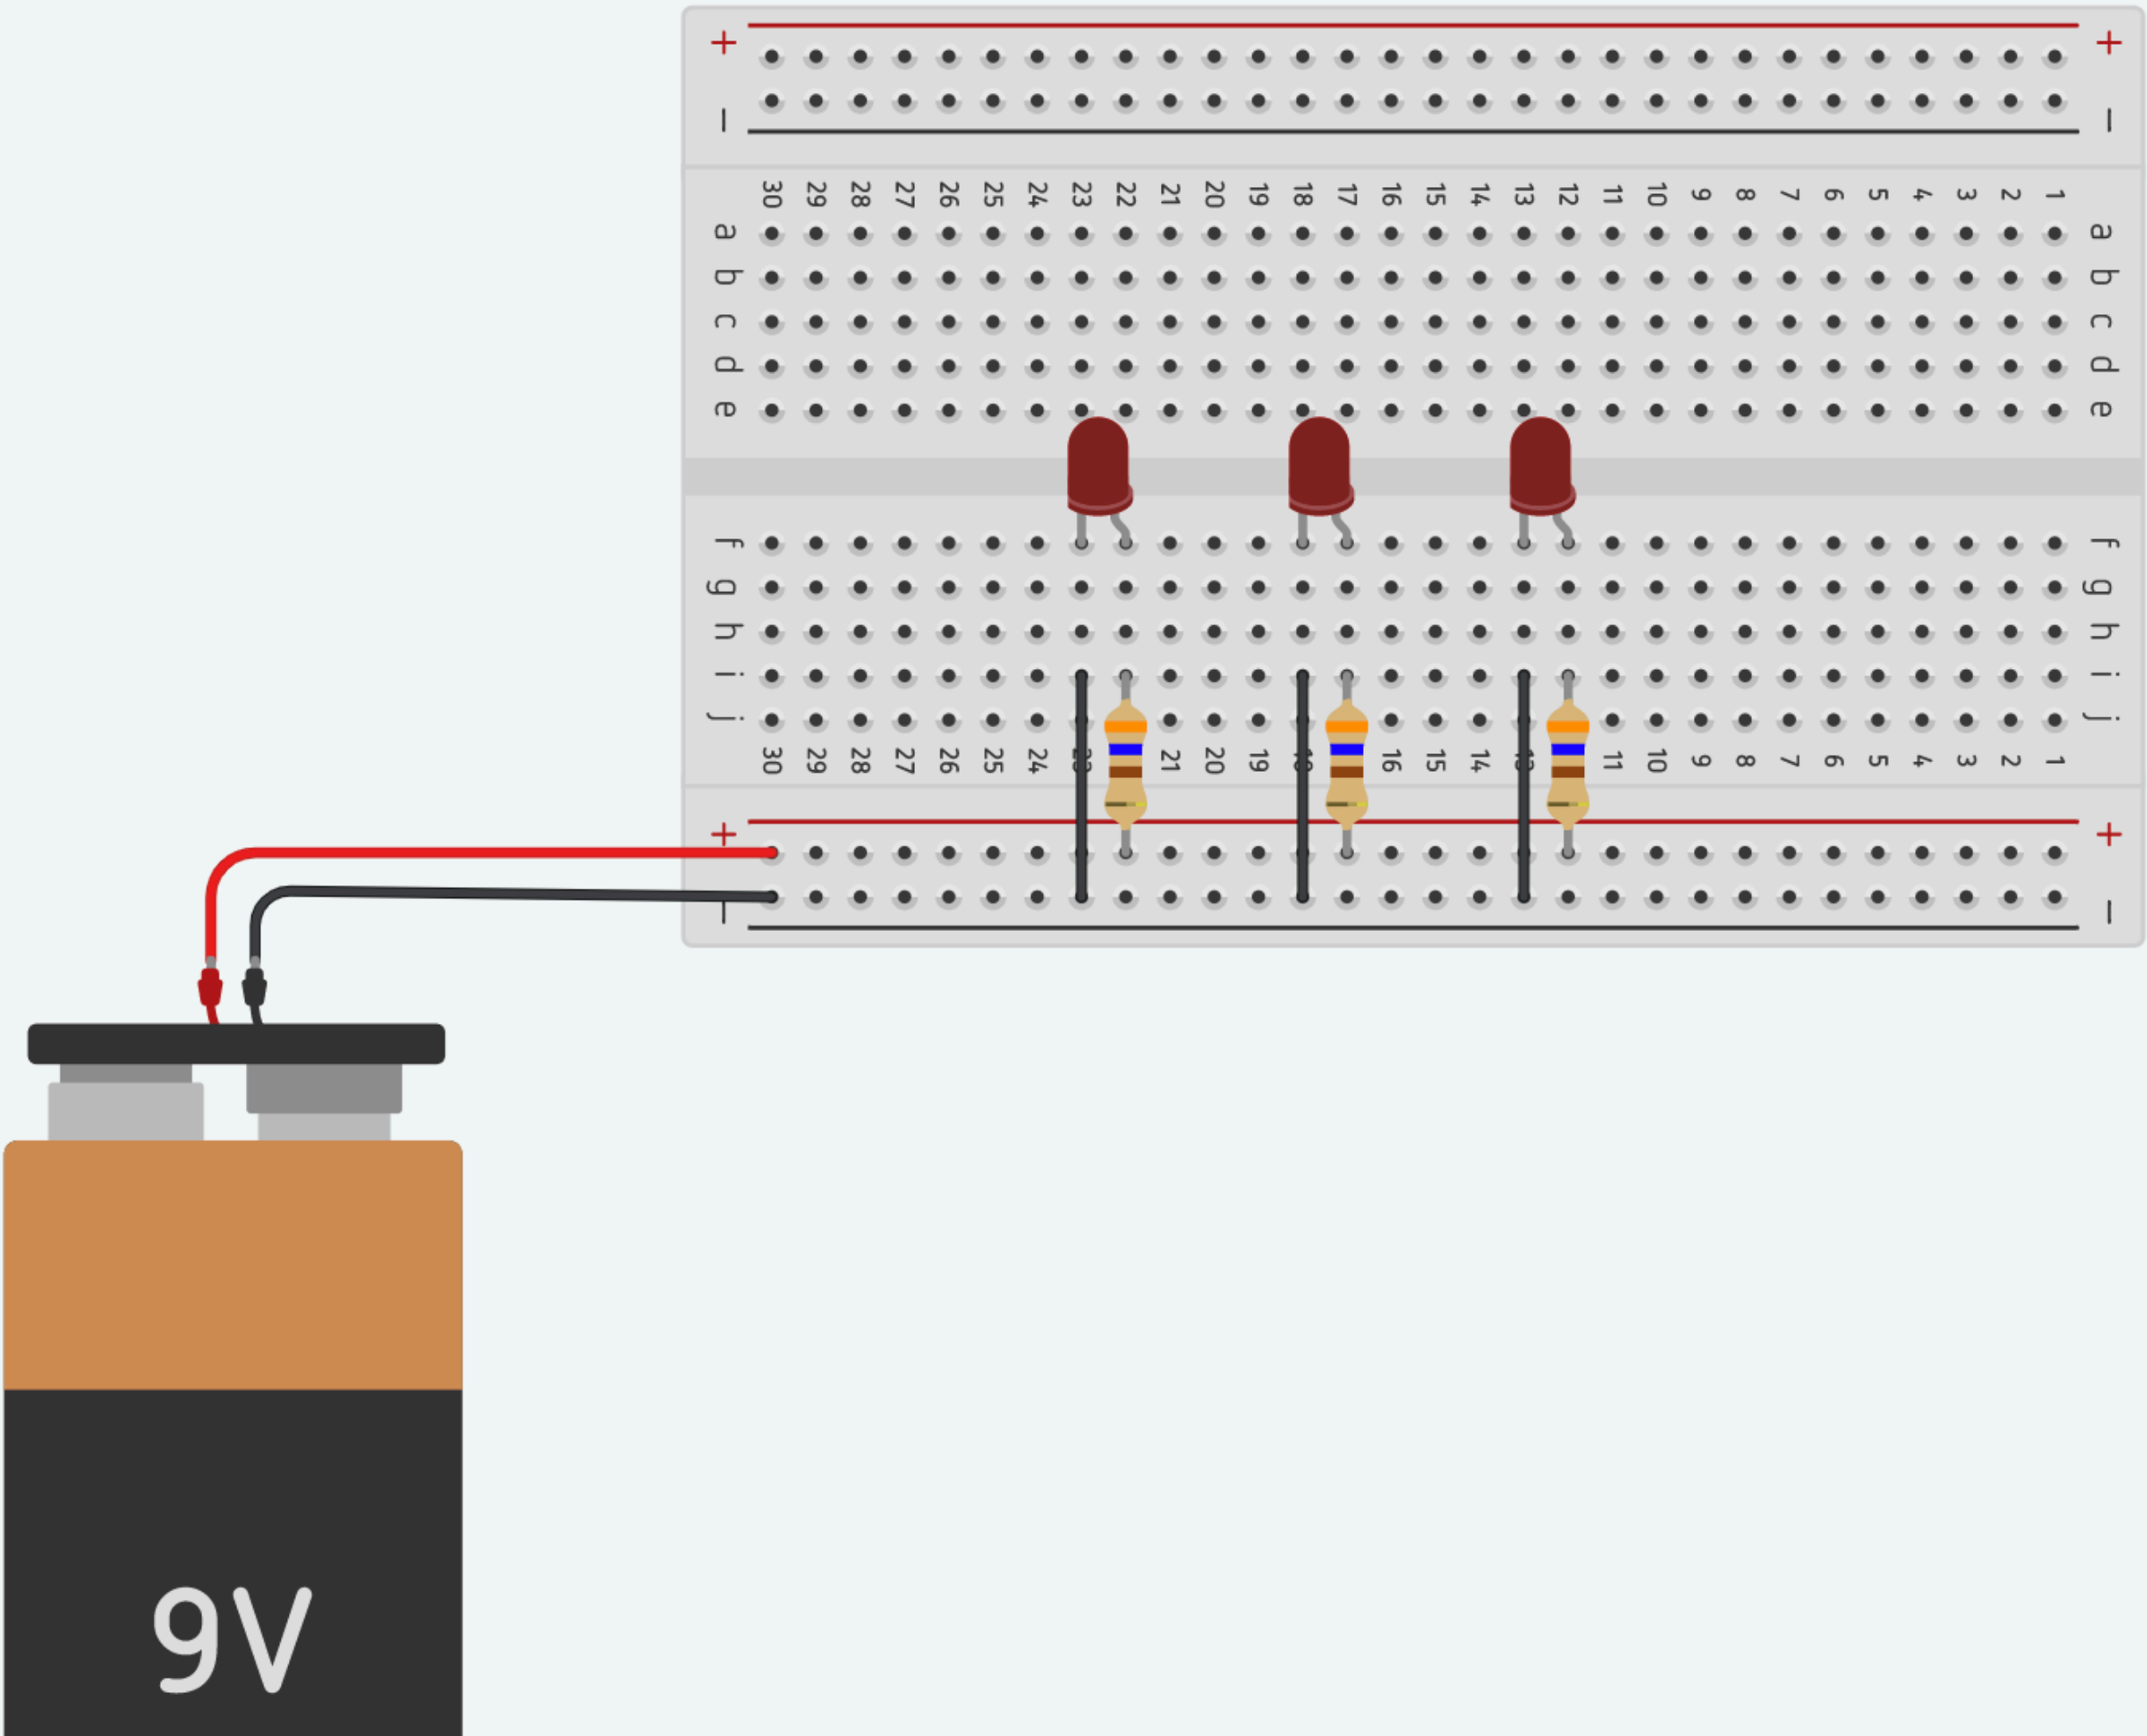 + +
− −
30 29 28 27 26 25 24 23 22 21 20 19 18 17 16 15 14 13 12 11 10 9 8 7 6 5 4 3 2 1
a a
b b
c c
d d
e e
f f
g g
h h
i i
j j
30 29 28 27 26 25 24 21 20 19 16 15 14 11 10 9 8 7 6 5 4 3 2 1
+ +
− −
9V